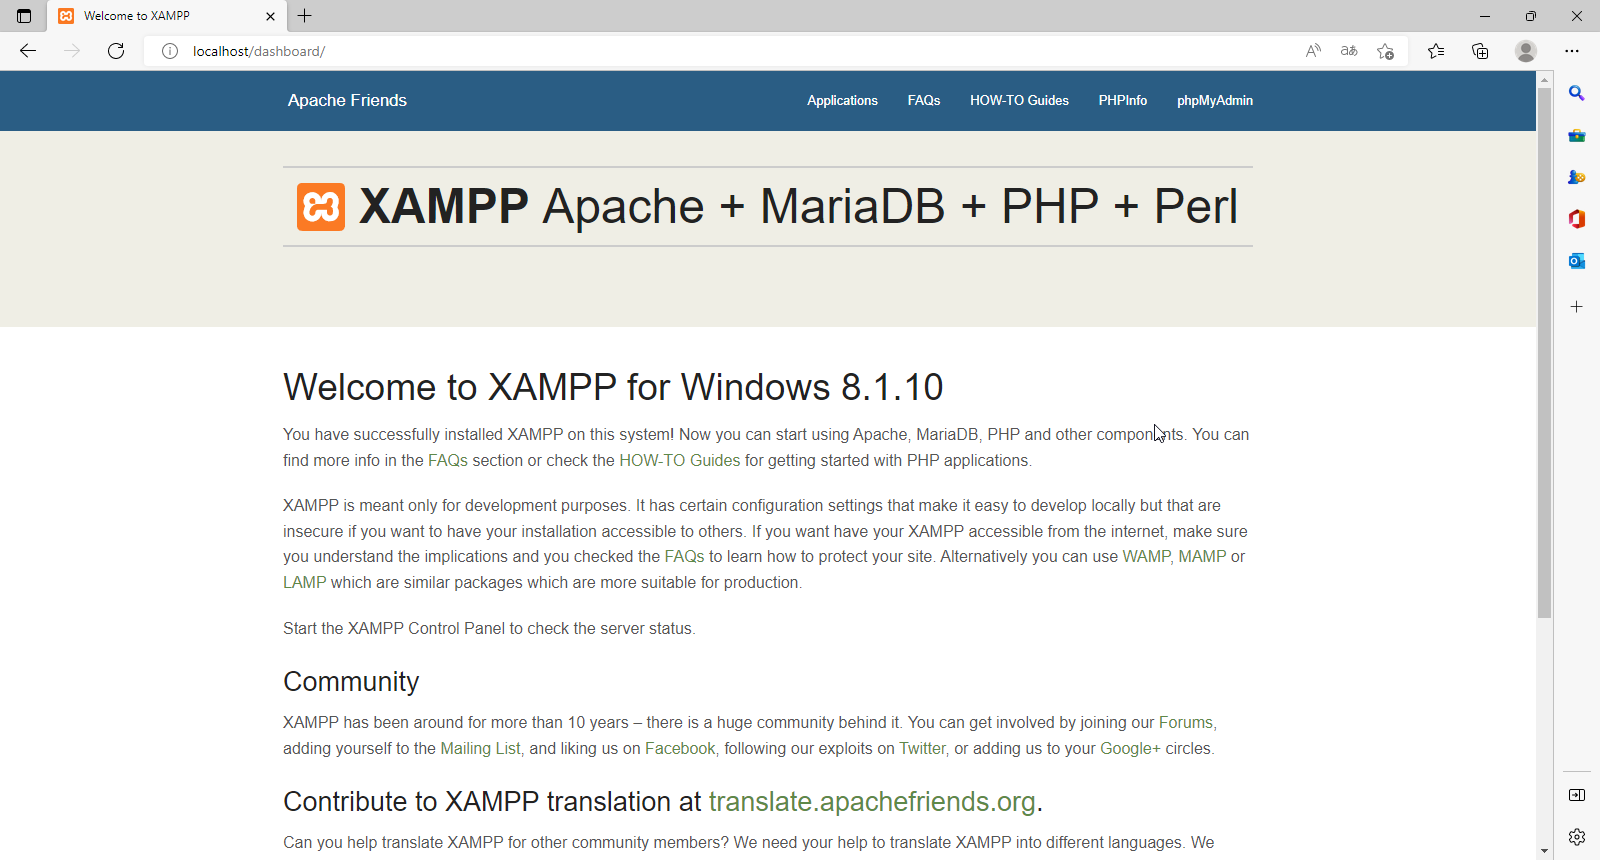 Welcome to XAMPP
localhost/dashboard/
Apache Friends
Applications FAQs HOW-TO Guides PHPInfo phpMyAdmin
XAMPP Apache + MariaDB + PHP + Perl
Welcome to XAMPP for Windows 8.1.10
You have successfully installed XAMPP on this system! Now you can start using Apache, MariaDB, PHP and other components. You can
find more info in the FAQs section or check the HOW-TO Guides for getting started with PHP applications.
XAMPP is meant only for development purposes. It has certain configuration settings that make it easy to develop locally but that are
insecure if you want to have your installation accessible to others. If you want have your XAMPP accessible from the internet, make sure
you understand the implications and you checked the FAQs to learn how to protect your site. Alternatively you can use WAMP, MAMP or
LAMP which are similar packages which are more suitable for production.
Start the XAMPP Control Panel to check the server status.
Community
XAMPP has been around for more than 10 years – there is a huge community behind it. You can get involved by joining our Forums,
adding yourself to the Mailing List, and liking us on Facebook, following our exploits on Twitter, or adding us to your Google+ circles.
Contribute to XAMPP translation at translate.apachefriends.org.
Can you help translate XAMPP for other community members? We need your help to translate XAMPP into different languages. We